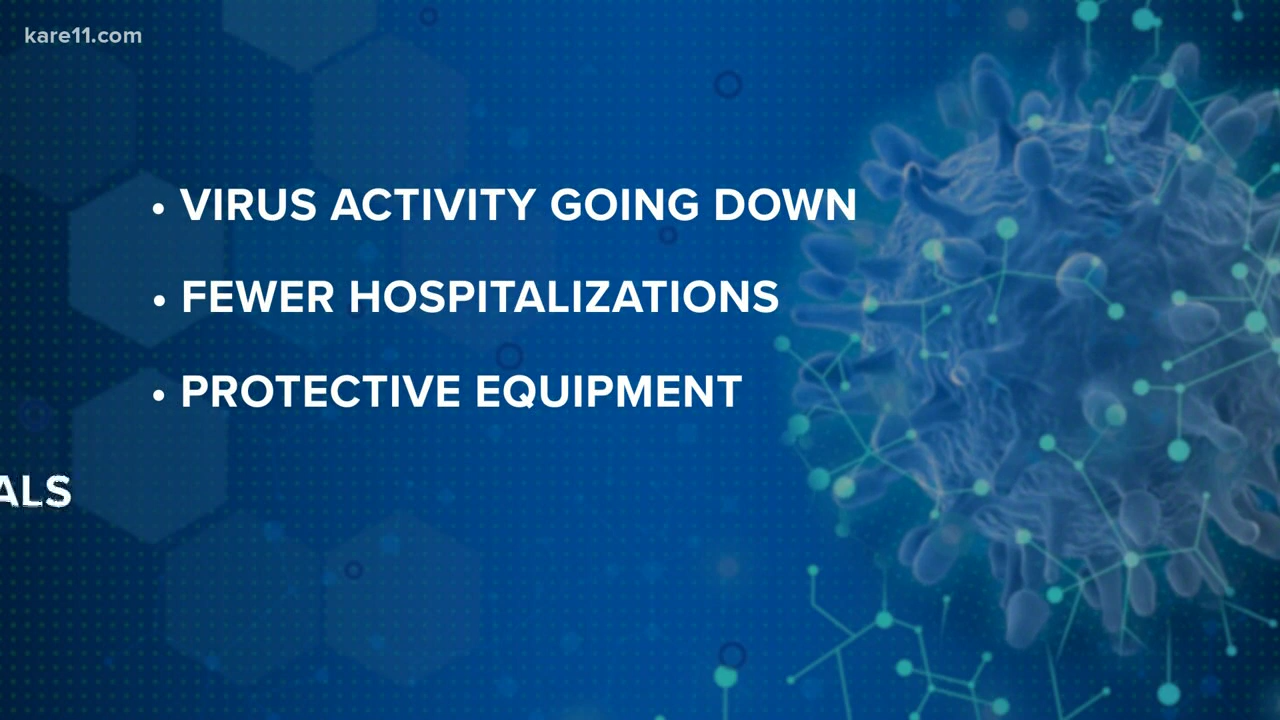 kare11.com
• VIRUS ACTIVITY GOING DOWN
• FEWER HOSPITALIZATIONS
• PROTECTIVE EQUIPMENT
ALS